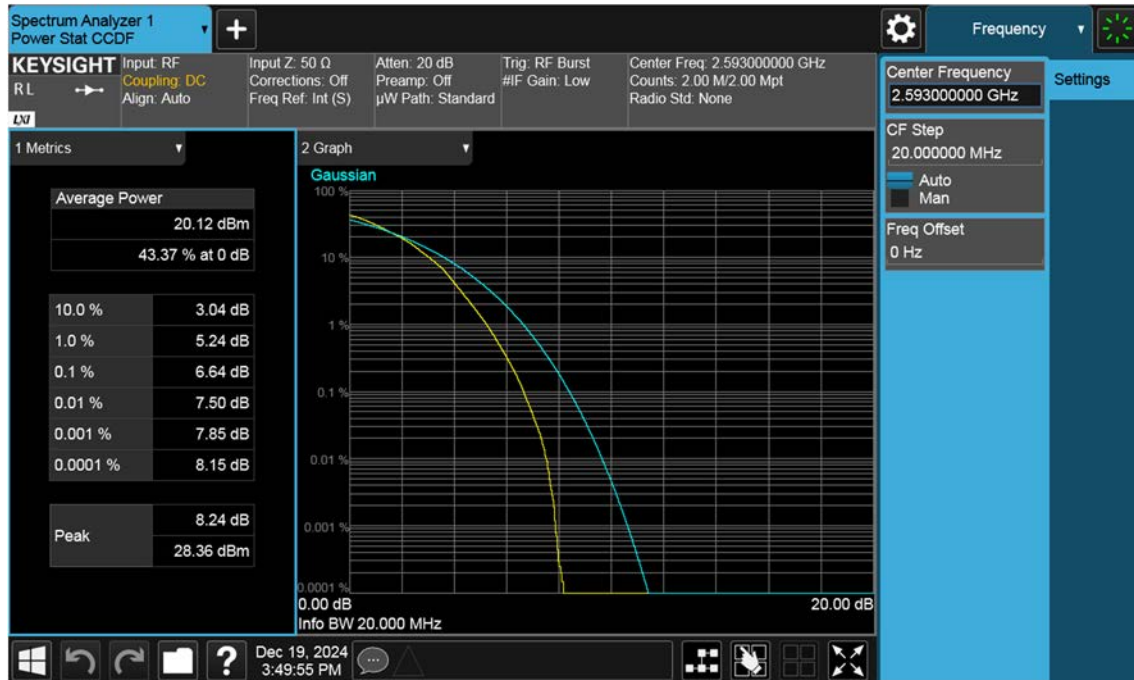 Spectrum Analyzer 1
Power Stat CCDF
+
Frequency
KEYSIGHT
RL
LXI
Input: RF
Coupling: DC
Align: Auto
Input Z: 50 Ω
Corrections: Off
Freq Ref: Int (S)
Atten: 20 dB
Preamp: Off
µW Path: Standard
Trig: RF Burst
#IF Gain: Low
Center Freq: 2.593000000 GHz
Counts: 2.00 M/2.00 Mpt
Radio Std: None
Center Frequency
2.593000000 GHz
Settings
CF Step
20.000000 MHz
Auto
Man
Freq Offset
0 Hz
1 Metrics
Average Power
20.12 dBm
43.37 % at 0 dB
10.0 % 3.04 dB
1.0 % 5.24 dB
0.1 % 6.64 dB
0.01 % 7.50 dB
0.001 % 7.85 dB
0.0001 % 8.15 dB
Peak
8.24 dB
28.36 dBm
2 Graph
Gaussian
100 %
10 %
1 %
0.1 %
0.01 %
0.001 %
0.0001 %
0.00 dB 20.00 dB
Info BW 20.000 MHz
?
Dec 19, 2024
3:49:55 PM